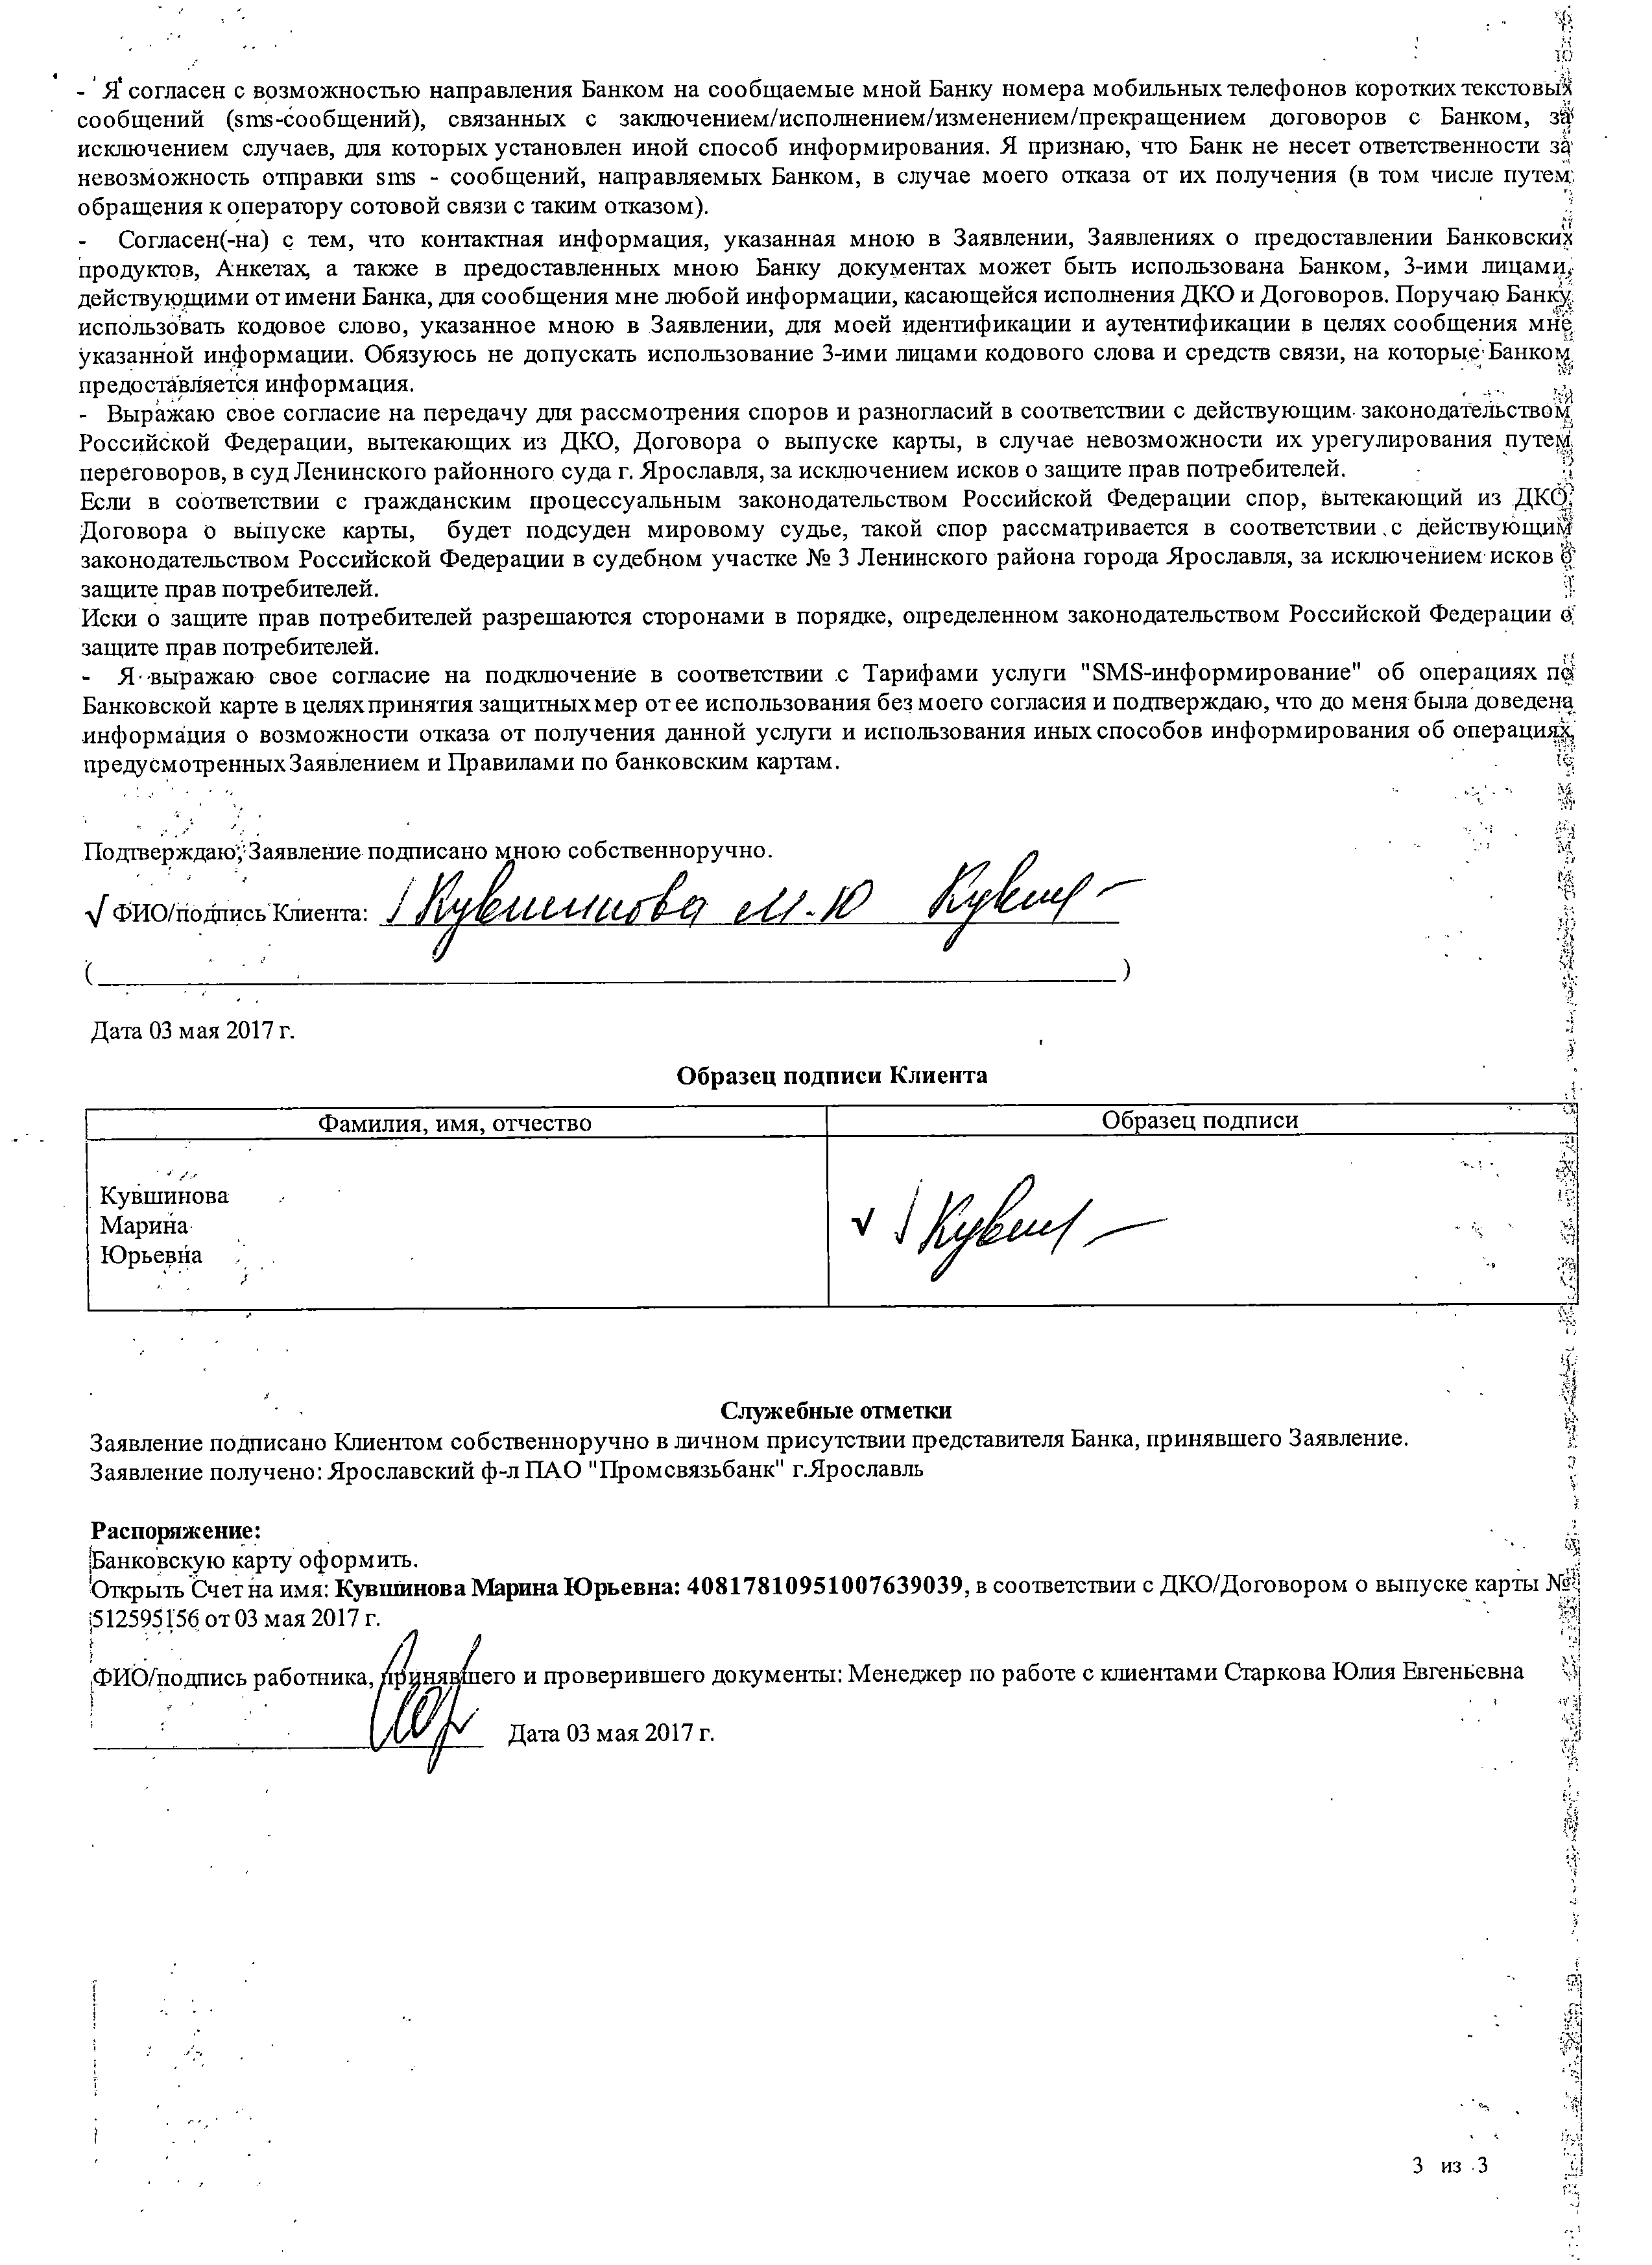 - Я согласен с возможностью направления Банком на сообщаемые мной Банку номера мобильных телефонов коротких текстовых
сообщений (sms-сообщений), связанных с заключением/исполнением/изменением/прекращением договоров с Банком, за
исключением случаев, для которых установлен иной способ информирования. Я признаю, что Банк не несет ответственности за
невозможность отправки sms - сообщений, направляемых Банком, в случае моего отказа от их получения (в том числе путем
обращения к оператору сотовой связи с таким отказом).
- Согласен(-на) с тем, что контактная информация, указанная мною в Заявлении, Заявлениях о предоставлении Банковских
продуктов, Анкетах, а также в предоставленных мною Банку документах может быть использована Банком, 3-ими лицами,
действующими от имени Банка, для сообщения мне любой информации, касающейся исполнения ДКО и Договоров. Поручаю Банку
использовать кодовое слово, указанное мною в Заявлении, для моей идентификации и аутентификации в целях сообщения мне
указанной информации. Обязуюсь не допускать использование 3-ими лицами кодового слова и средств связи, на которые Банком
предоставляется информация.
- Выражаю свое согласие на передачу для рассмотрения споров и разногласий в соответствии с действующим законодательством
Российской Федерации, вытекающих из ДКО, Договора о выпуске карты, в случае невозможности их урегулирования путем
переговоров, в суд Ленинского районного суда г. Ярославля, за исключением исков о защите прав потребителей.
Если в соответствии с гражданским процессуальным законодательством Российской Федерации спор, вытекающий из ДКО,
Договора о выпуске карты, будет подсуден мировому судье, такой спор рассматривается в соответствии с действующим
законодательством Российской Федерации в судебном участке № 3 Ленинского района города Ярославля, за исключением исков о
защите прав потребителей.
Иски о защите прав потребителей разрешаются сторонами в порядке, определенном законодательством Российской Федерации о
защите прав потребителей.
- Я выражаю свое согласие на подключение в соответствии с Тарифами услуги "SMS-информирование" об операциях по
Банковской карте в целях принятия защитных мер от ее использования без моего согласия и подтверждаю, что до меня была доведена
информация о возможности отказа от получения данной услуги и использования иных способов информирования об операциях,
предусмотренных Заявлением и Правилами по банковским картам.
Подтверждаю, Заявление подписано мною собственноручно.
√ ФИО/подпись Клиента: Кувшинова М.Ю Кувш
( )
Дата 03 мая 2017 г.
Образец подписи Клиента
Фамилия, имя, отчество Образец подписи
Кувшинова
Марина √ Кувш
Юрьевна
Служебные отметки
Заявление подписано Клиентом собственноручно в личном присутствии представителя Банка, принявшего Заявление.
Заявление получено: Ярославский ф-л ПАО "Промсвязьбанк" г.Ярославль
Распоряжение:
Банковскую карту оформить.
Открыть Счет на имя: Кувшинова Марина Юрьевна: 40817810951007639039, в соответствии с ДКО/Договором о выпуске карты №
512595156 от 03 мая 2017 г.
ФИО/подпись работника, принявшего и проверившего документы: Менеджер по работе с клиентами Старкова Юлия Евгеньевна
Дата 03 мая 2017 г.
3 из 3